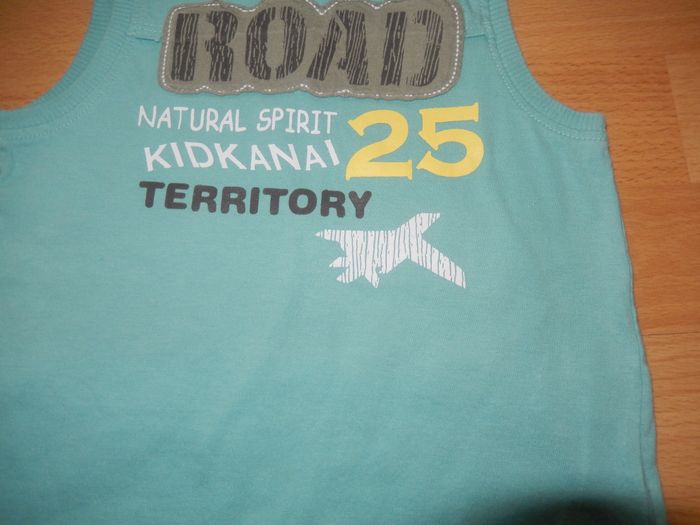 ROAD
NATURAL SPIRIT
KIDKANAI 25
TERRITORY